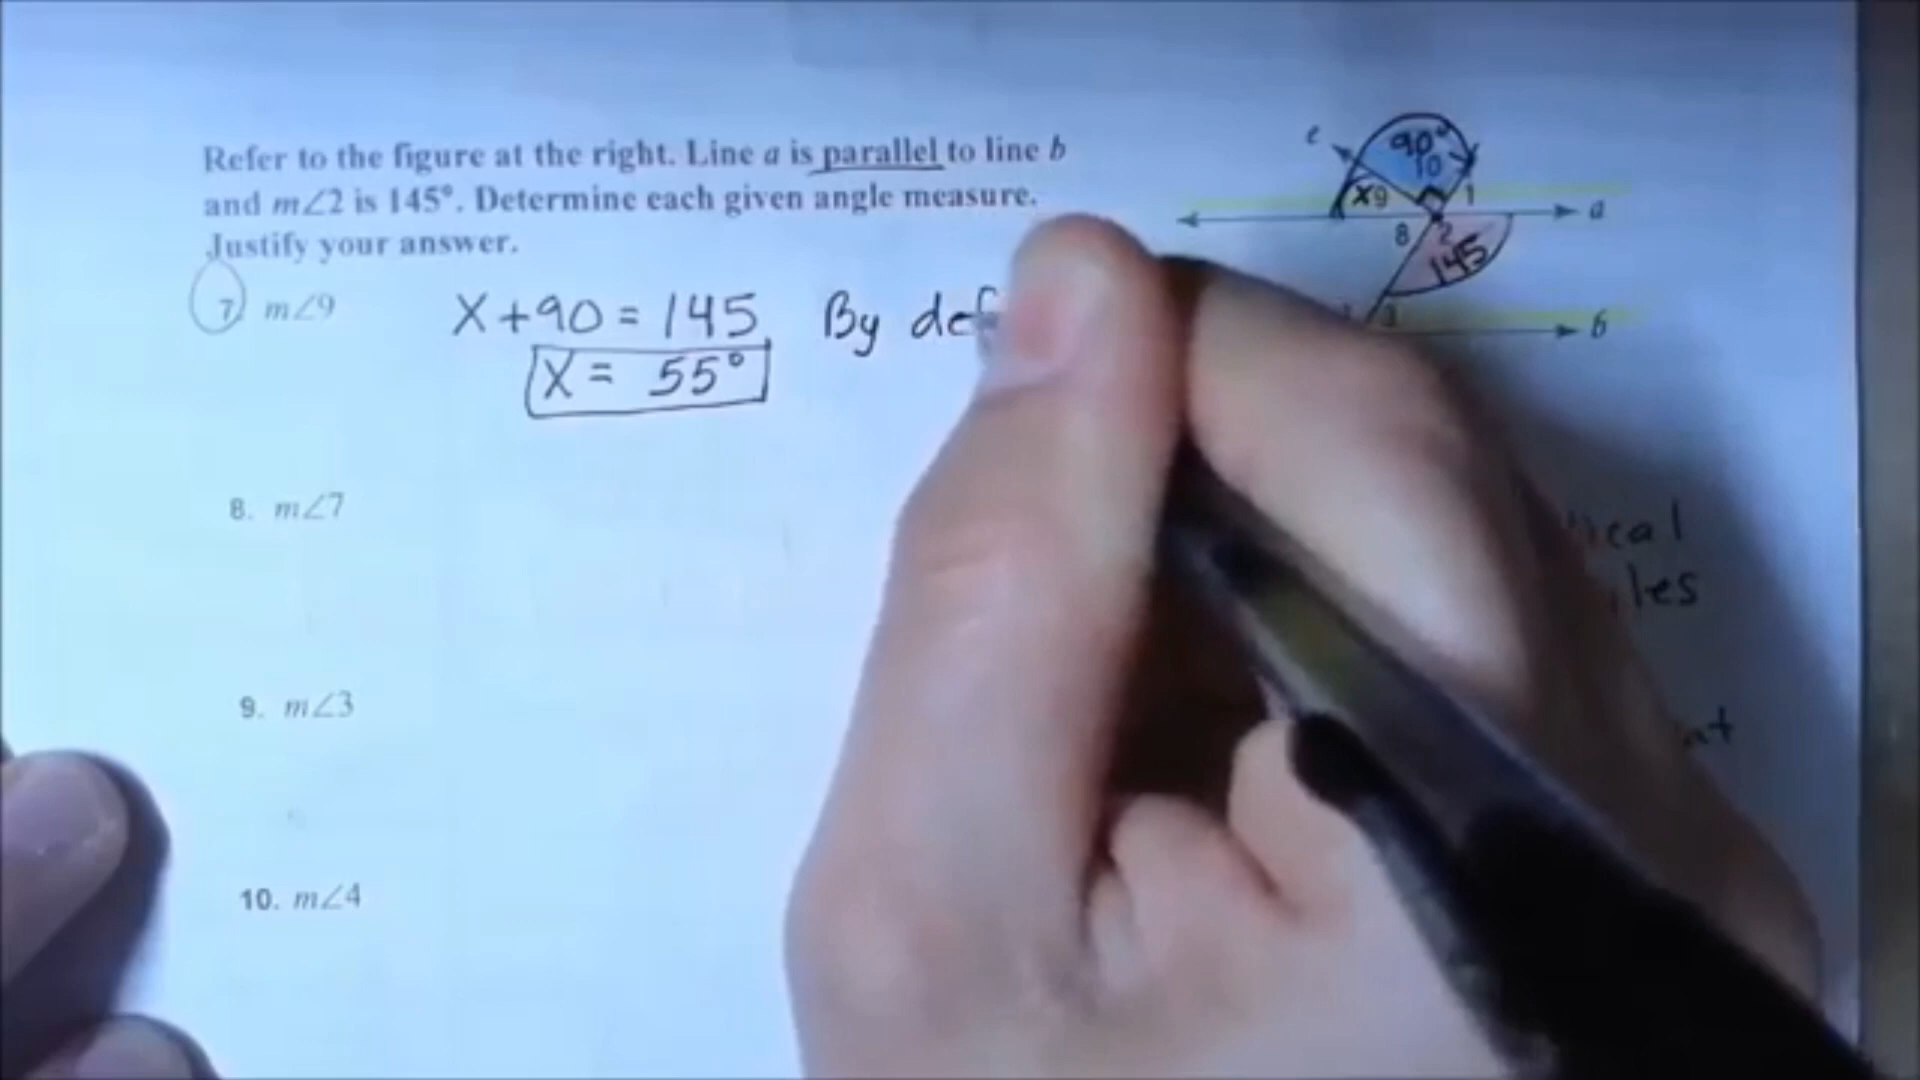 Refer to the figure at the right. Line a is parallel to line b
and m∠2 is 145°. Determine each given angle measure.
Justify your answer.
7) m∠9
X+90=145 By def
X= 55°
8. m∠7
9. m∠3
10. m∠4
90°
10
x9
1
a
8
2
145
3
b
les